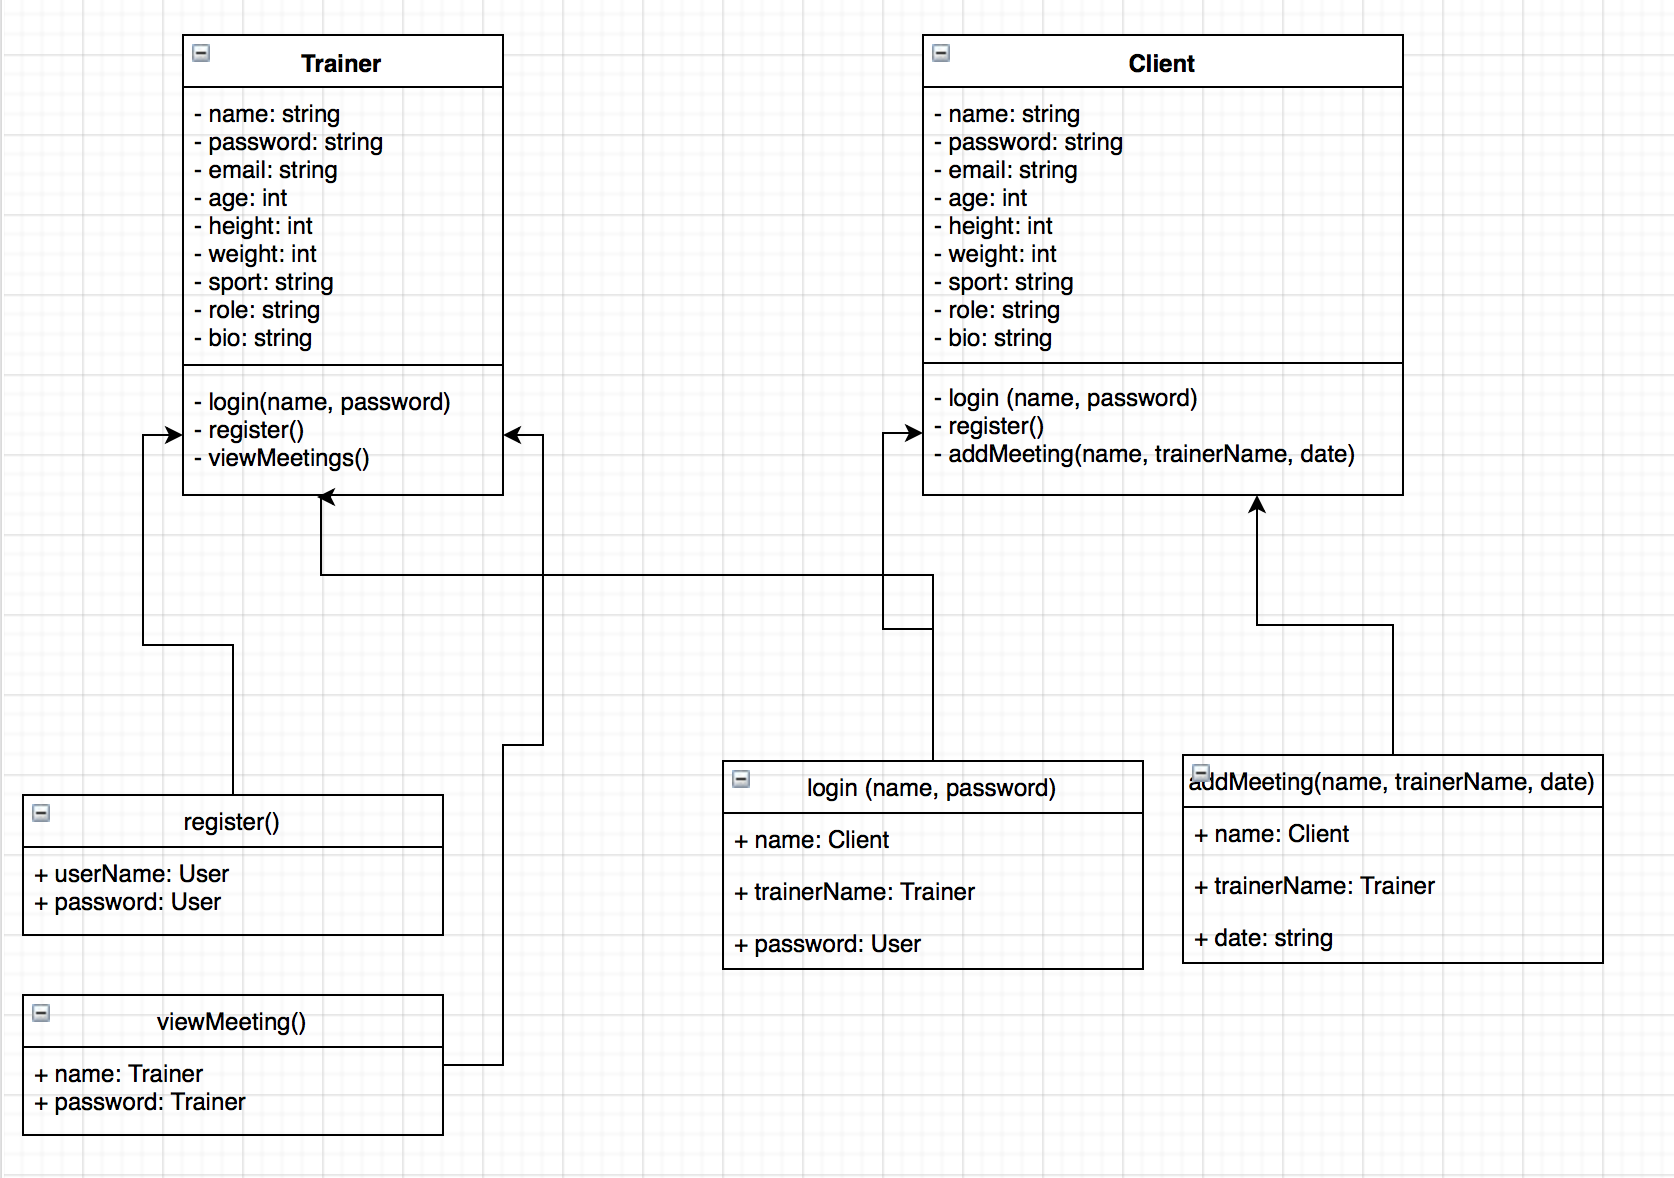 Trainer
- name: string
- password: string
- email: string
- age: int
- height: int
- weight: int
- sport: string
- role: string
- bio: string
- login(name, password)
- register()
- viewMeetings()
Client
- name: string
- password: string
- email: string
- age: int
- height: int
- weight: int
- sport: string
- role: string
- bio: string
- login (name, password)
- register()
- addMeeting(name, trainerName, date)
register()
+ userName: User
+ password: User
viewMeeting()
+ name: Trainer
+ password: Trainer
login (name, password)
+ name: Client
+ trainerName: Trainer
+ password: User
addMeeting(name, trainerName, date)
+ name: Client
+ trainerName: Trainer
+ date: string